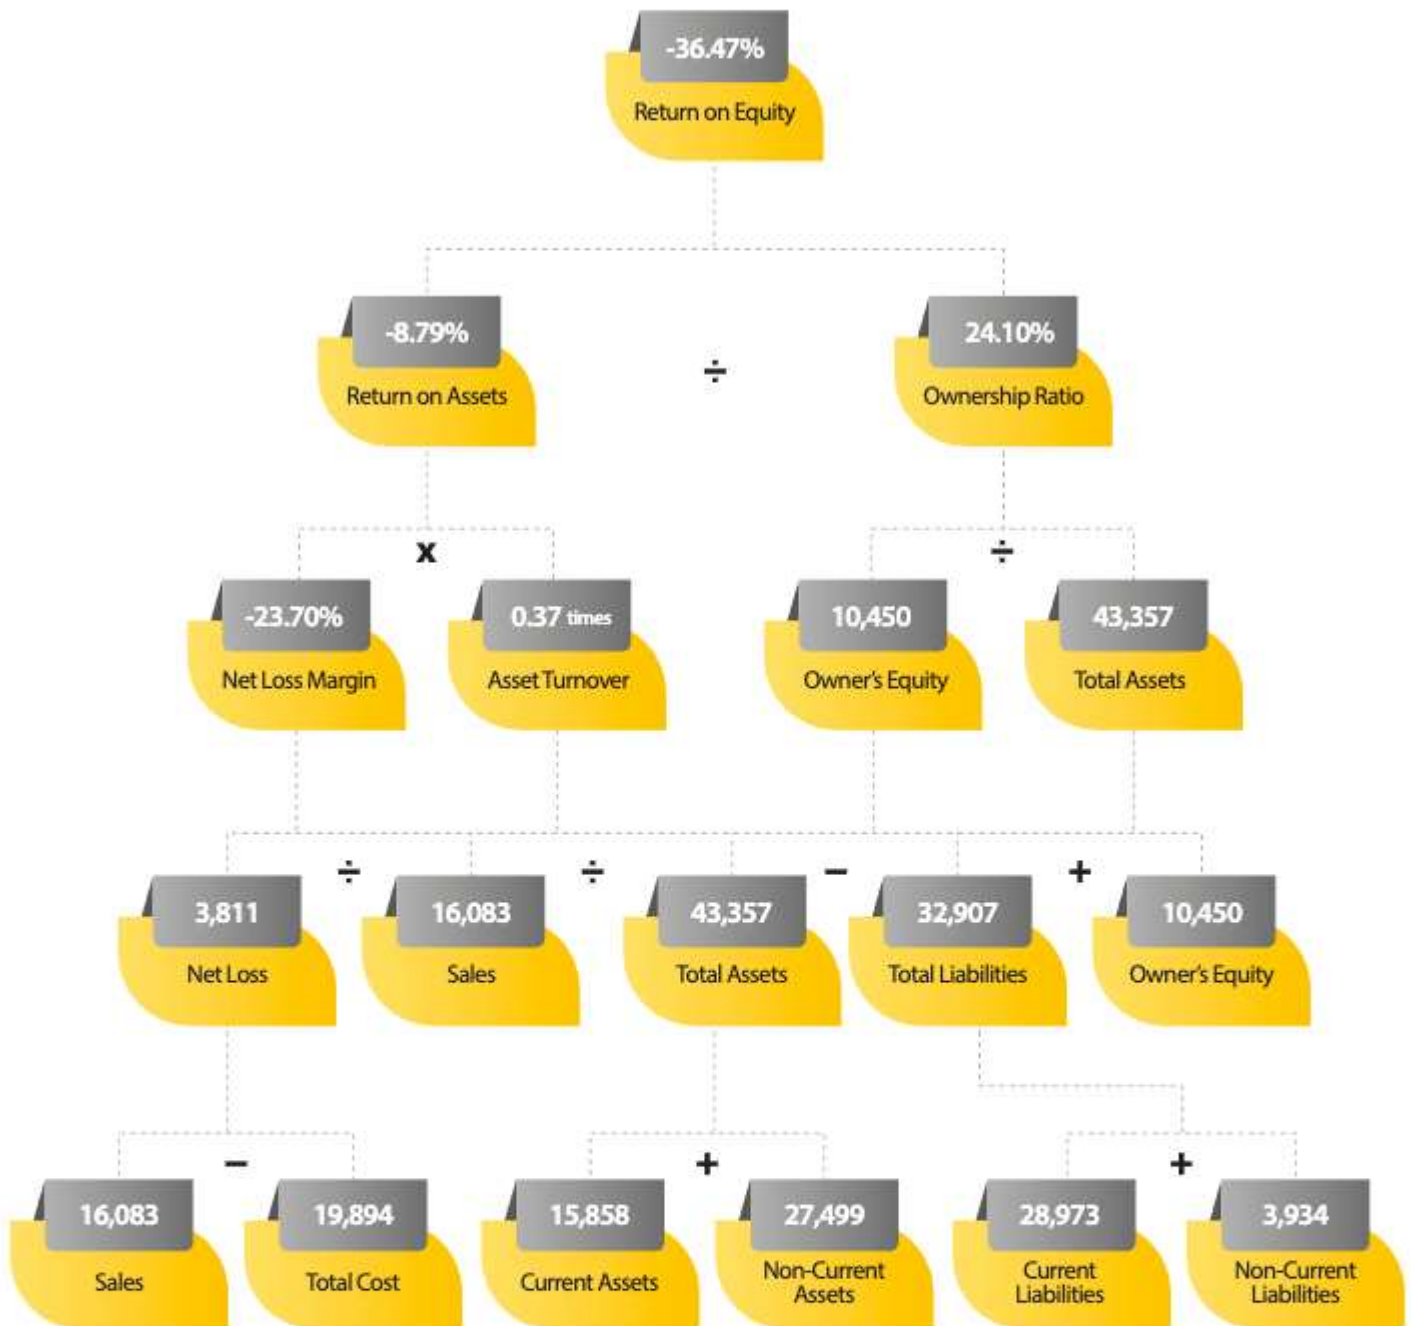 -36.47%
Return on Equity
-8.79%
Return on Assets
÷
24.10%
Ownership Ratio
x
÷
-23.70%
Net Loss Margin
0.37 times
Asset Turnover
10,450
Owner's Equity
43,357
Total Assets
3,811
Net Loss
÷
16,083
Sales
÷
43,357
Total Assets
–
32,907
Total Liabilities
+
10,450
Owner's Equity
–
+
+
16,083
Sales
19,894
Total Cost
15,858
Current Assets
27,499
Non-Current
Assets
28,973
Current
Liabilities
3,934
Non-Current
Liabilities